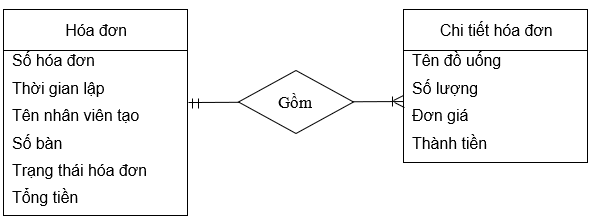 Hóa đơn
Số hóa đơn
Thời gian lập
Tên nhân viên tạo
Số bàn
Trạng thái hóa đơn
Tổng tiền
Gồm
Chi tiết hóa đơn
Tên đồ uống
Số lượng
Đơn giá
Thành tiền